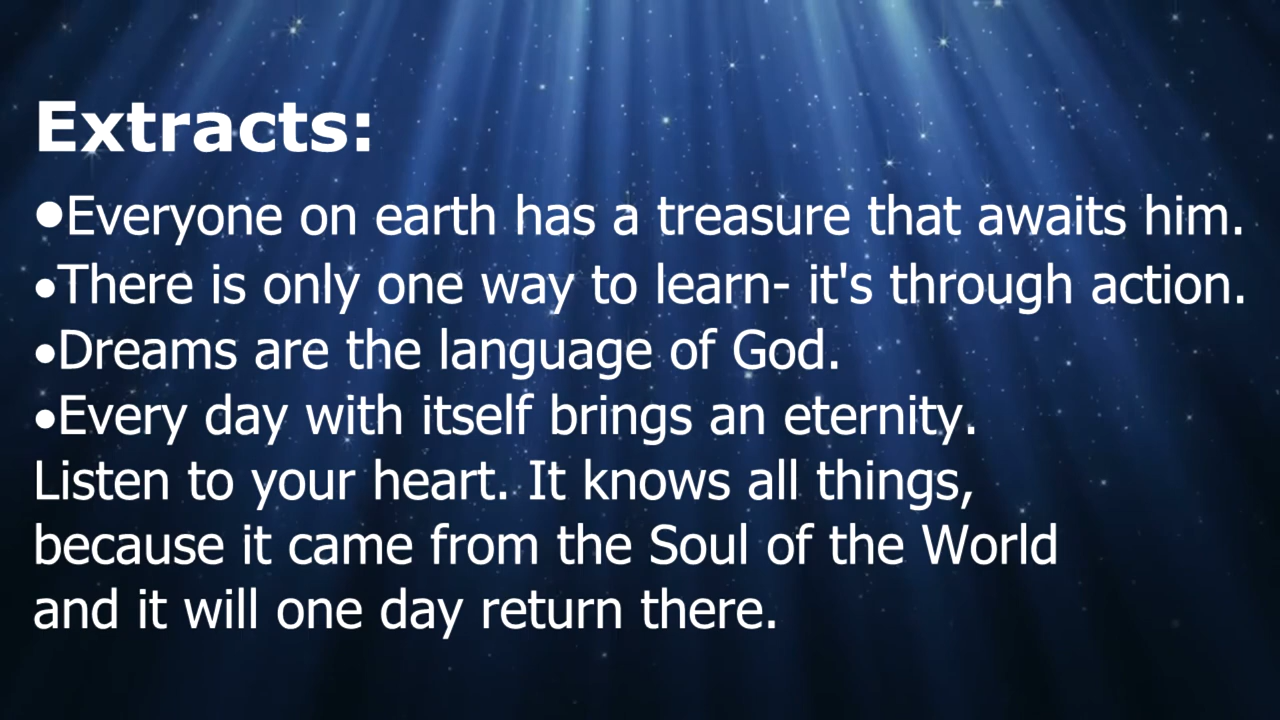 Extracts:
•Everyone on earth has a treasure that awaits him.
•There is only one way to learn- it's through action.
•Dreams are the language of God.
•Every day with itself brings an eternity.
Listen to your heart. It knows all things,
because it came from the Soul of the World
and it will one day return there.